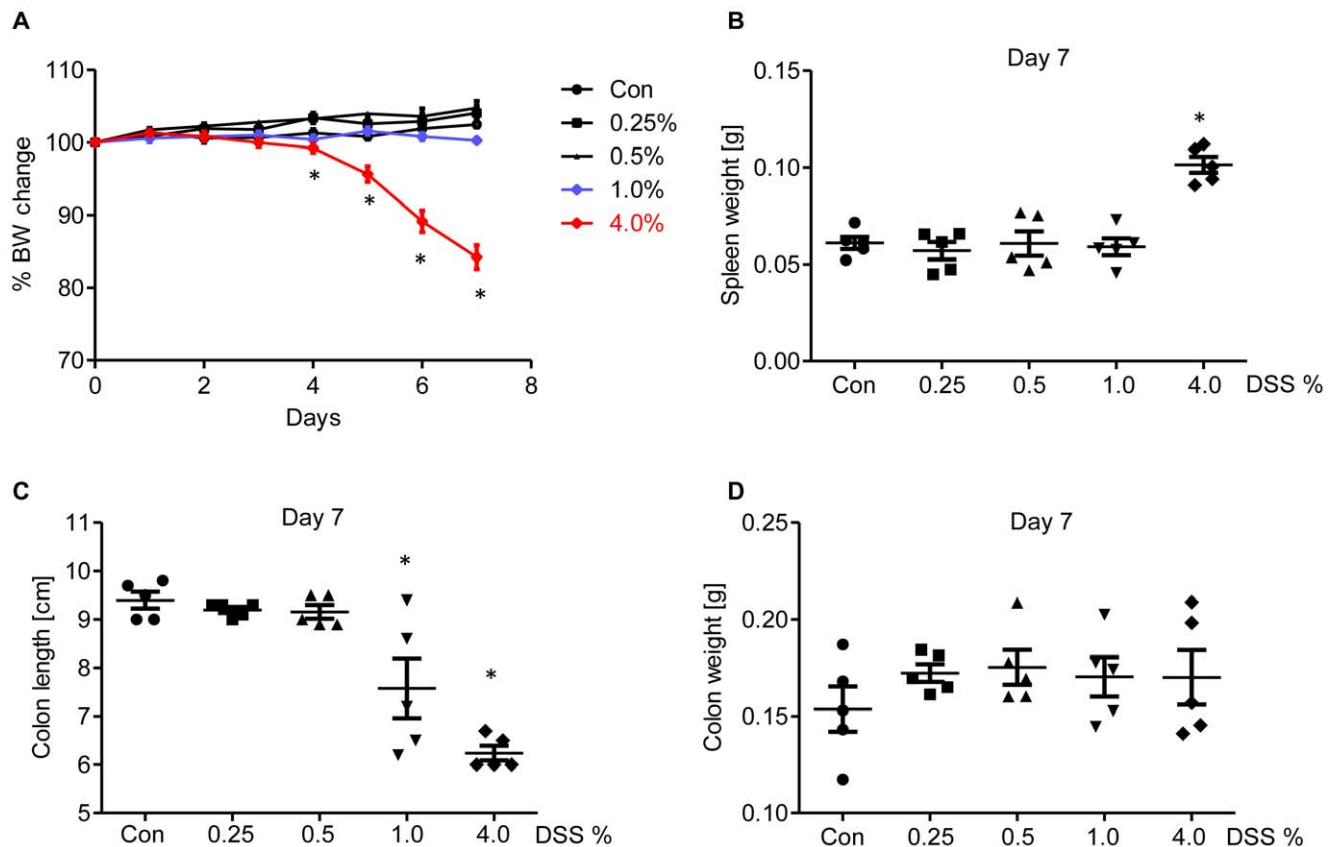 A
% BW change
110
100
90
80
70
0 2 4 6 8
Days
* * * *
Con
0.25%
0.5%
1.0%
4.0%
B
Day 7
Spleen weight [g]
0.15
0.10
0.05
0.00
*
Con 0.25 0.5 1.0 4.0 DSS %
C
Day 7
Colon length [cm]
11
10
9
8
7
6
5
* *
Con 0.25 0.5 1.0 4.0 DSS %
D
Day 7
Colon weight [g]
0.25
0.20
0.15
0.10
Con 0.25 0.5 1.0 4.0 DSS %